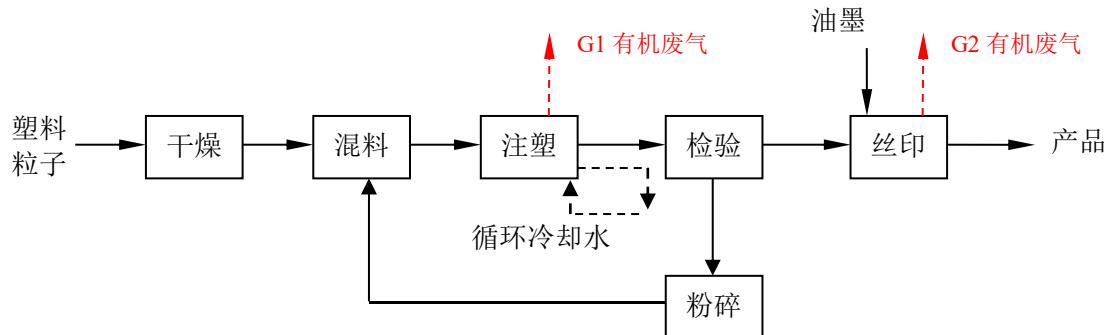 油墨
G1 有机废气
G2 有机废气
塑料
粒子
干燥
混料
注塑
检验
丝印
产品
循环冷却水
粉碎